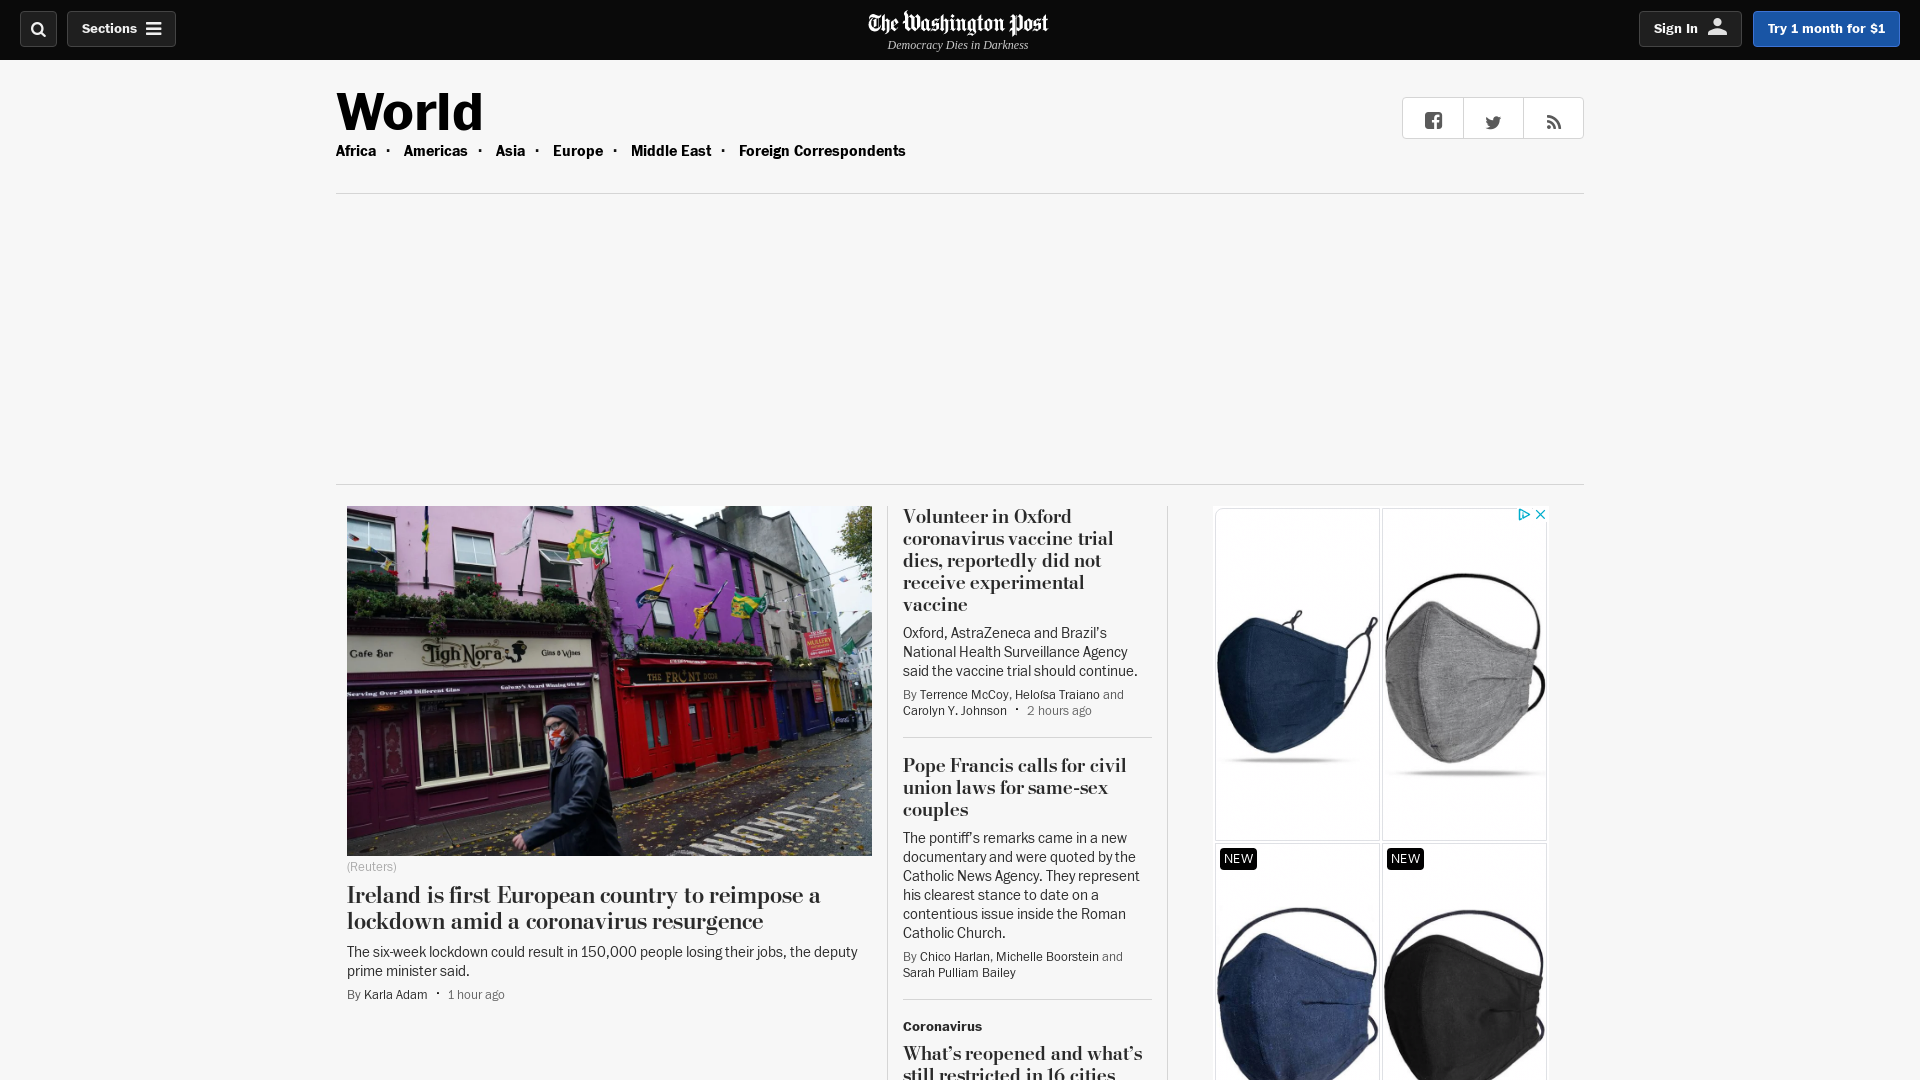 Sections
The Washington Post
Democracy Dies in Darkness
Sign In
Try 1 month for $1
World
Africa · Americas · Asia · Europe · Middle East · Foreign Correspondents
Cafe Bar
Tigh Nora
Gins & Wines
Serving Over 200 Different Gins
Galway's Award Winning Gin Bar
THE FRONT DOOR
(Reuters)
Ireland is first European country to reimpose a
lockdown amid a coronavirus resurgence
The six-week lockdown could result in 150,000 people losing their jobs, the deputy
prime minister said.
By Karla Adam · 1 hour ago
Volunteer in Oxford
coronavirus vaccine trial
dies, reportedly did not
receive experimental
vaccine
Oxford, AstraZeneca and Brazil's
National Health Surveillance Agency
said the vaccine trial should continue.
By Terrence McCoy, Heloísa Traiano and
Carolyn Y. Johnson · 2 hours ago
Pope Francis calls for civil
union laws for same-sex
couples
The pontiff's remarks came in a new
documentary and were quoted by the
Catholic News Agency. They represent
his clearest stance to date on a
contentious issue inside the Roman
Catholic Church.
By Chico Harlan, Michelle Boorstein and
Sarah Pulliam Bailey
Coronavirus
What's reopened and what's
still restricted in 16 cities
NEW
NEW